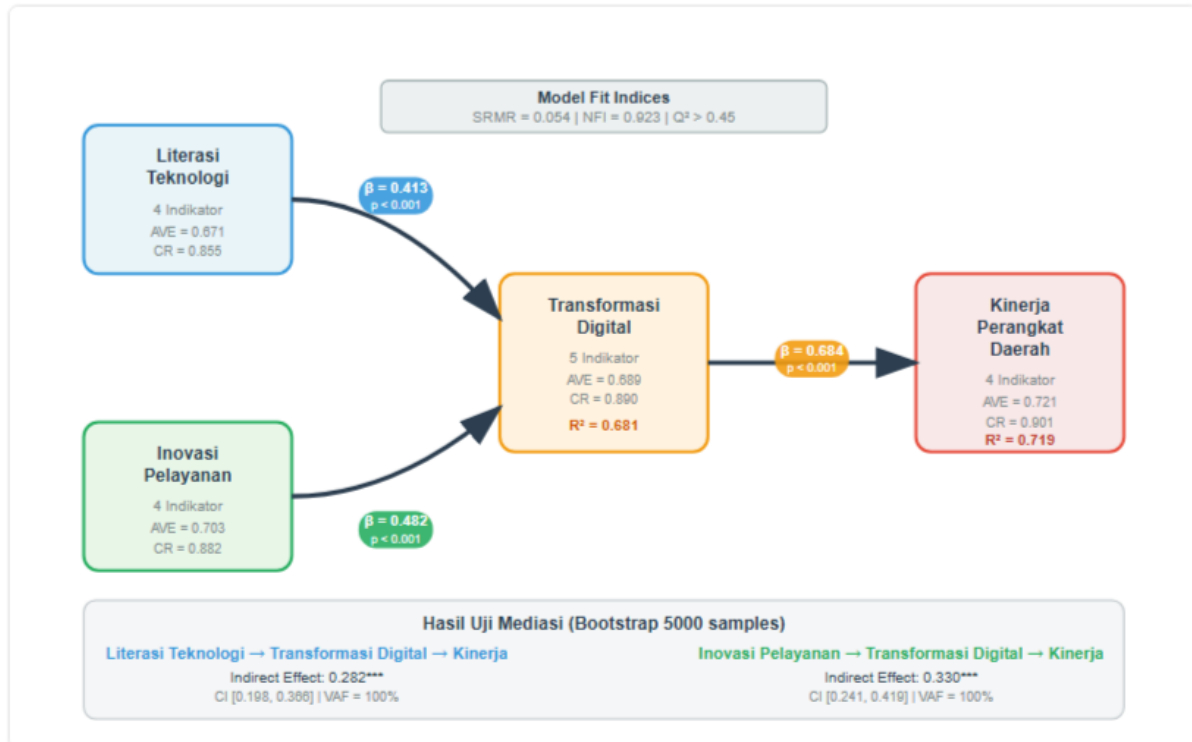 Model Fit Indices
SRMR = 0.054 | NFI = 0.923 | Q² > 0.45
Literasi
Teknologi
4 Indikator
AVE = 0.671
CR = 0.855
β = 0.413
p < 0.001
Transformasi
Digital
5 Indikator
AVE = 0.689
CR = 0.890
R² = 0.681
β = 0.684
p < 0.001
Kinerja
Perangkat
Daerah
4 Indikator
AVE = 0.721
CR = 0.901
R² = 0.719
Inovasi
Pelayanan
4 Indikator
AVE = 0.703
CR = 0.882
β = 0.482
p < 0.001
Hasil Uji Mediasi (Bootstrap 5000 samples)
Literasi Teknologi → Transformasi Digital → Kinerja
Indirect Effect: 0.282***
CI [0.198, 0.366] | VAF = 100%
Inovasi Pelayanan → Transformasi Digital → Kinerja
Indirect Effect: 0.330***
CI [0.241, 0.419] | VAF = 100%